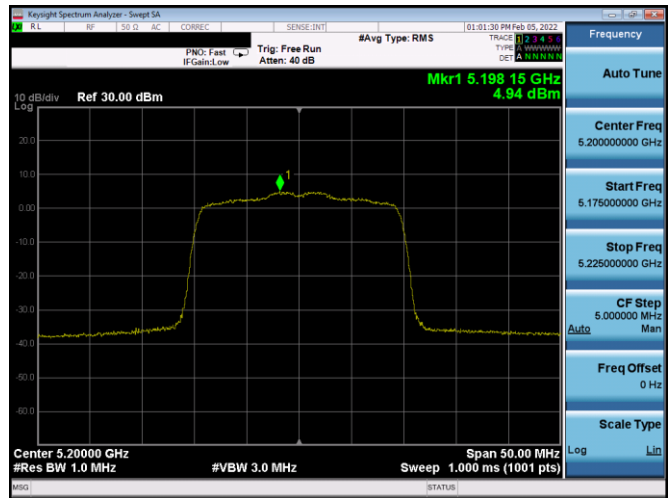 Keysight Spectrum Analyzer - Swept SA
RL RF 50 Ω AC CORREC SENSE:INT 01:01:30 PM Feb 05, 2022
#Avg Type: RMS TRACE 1 2 3 4 5 6
PNO: Fast Trig: Free Run TYPE A WWWWW
IFGain:Low Atten: 40 dB DET A N N N N N
Mkr1 5.198 15 GHz
4.94 dBm
10 dB/div Ref 30.00 dBm
Log
20.0
10.0
0.00
-10.0
-20.0
-30.0
-40.0
-50.0
-60.0
1
Center 5.20000 GHz Span 50.00 MHz
#Res BW 1.0 MHz #VBW 3.0 MHz Sweep 1.000 ms (1001 pts)
MSG STATUS
Frequency
Auto Tune
Center Freq
5.200000000 GHz
Start Freq
5.175000000 GHz
Stop Freq
5.225000000 GHz
CF Step
5.000000 MHz
Auto Man
Freq Offset
0 Hz
Scale Type
Log Lin